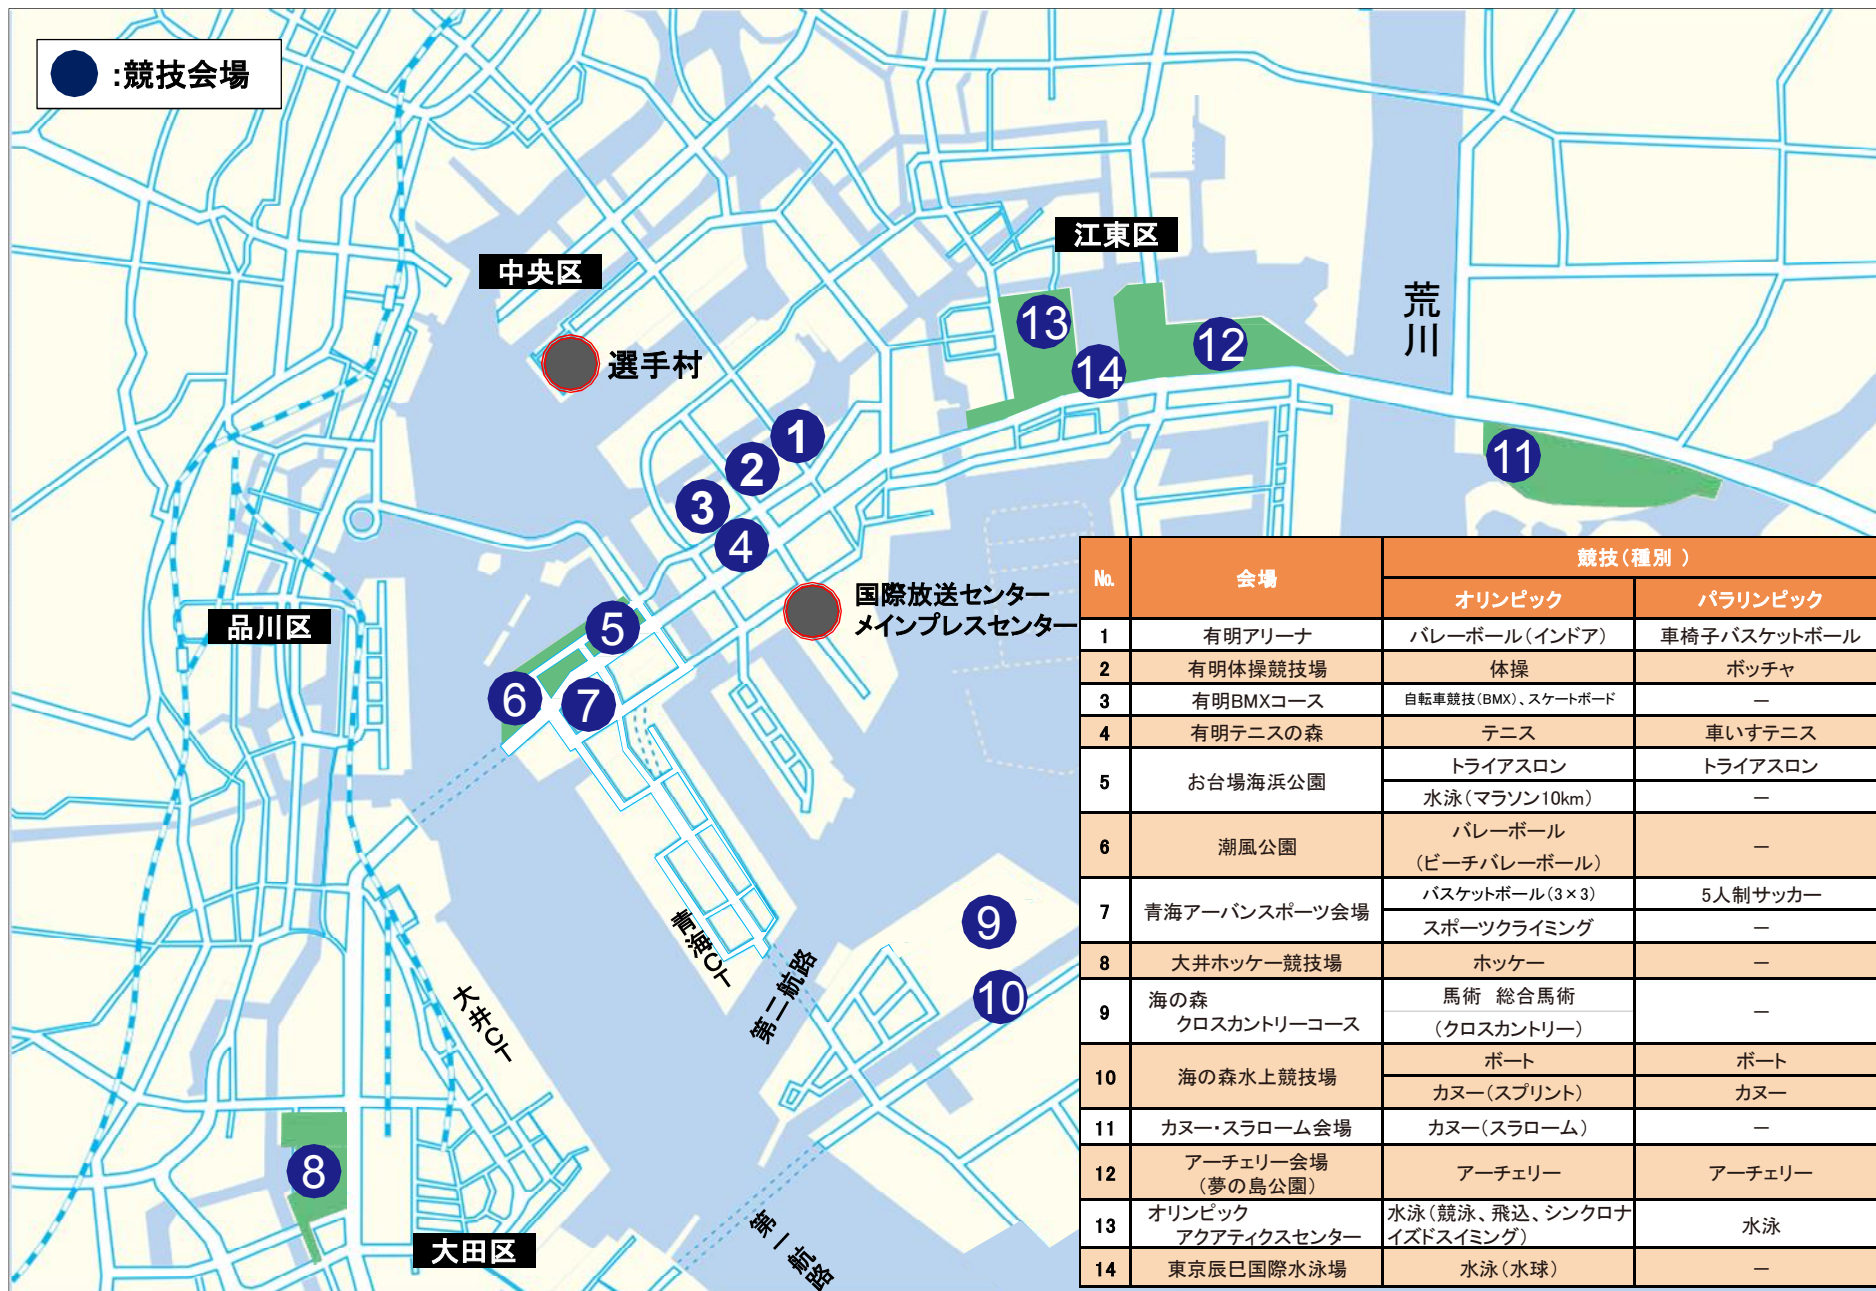 :競技会場
中央区
選手村
江東区
荒川
13
14
12
11
1
2
3
4
国際放送センター
メインプレスセンター
品川区
5
6
7
青海CT
第二航路
9
10
大井CT
8
大田区
第一航路
No. 会場 競技(種別 )
オリンピック パラリンピック
1 有明アリーナ バレーボール(インドア) 車椅子バスケットボール
2 有明体操競技場 体操 ボッチャ
3 有明BMXコース 自転車競技(BMX)、スケートボード －
4 有明テニスの森 テニス 車いすテニス
5 お台場海浜公園 トライアスロン トライアスロン
水泳(マラソン10km) －
6 潮風公園 バレーボール
(ビーチバレーボール) －
7 青海アーバンスポーツ会場 バスケットボール(3×3) 5人制サッカー
スポーツクライミング －
8 大井ホッケー競技場 ホッケー －
9 海の森
クロスカントリーコース 馬術 総合馬術
(クロスカントリー) －
10 海の森水上競技場 ボート ボート
カヌー(スプリント) カヌー
11 カヌー・スラローム会場 カヌー(スラローム) －
12 アーチェリー会場
(夢の島公園) アーチェリー アーチェリー
13 オリンピック
アクアティクスセンター 水泳(競泳、飛込、シンクロナ
イズドスイミング) 水泳
14 東京辰巳国際水泳場 水泳(水球) －